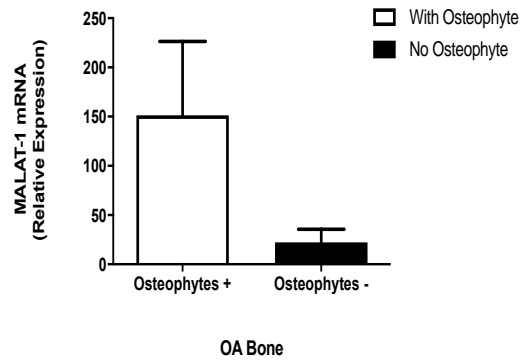 With Osteophyte
No Osteophyte
MALAT-1 mRNA
(Relative Expression)
250
200
150
100
50
0
Osteophytes + Osteophytes -
OA Bone